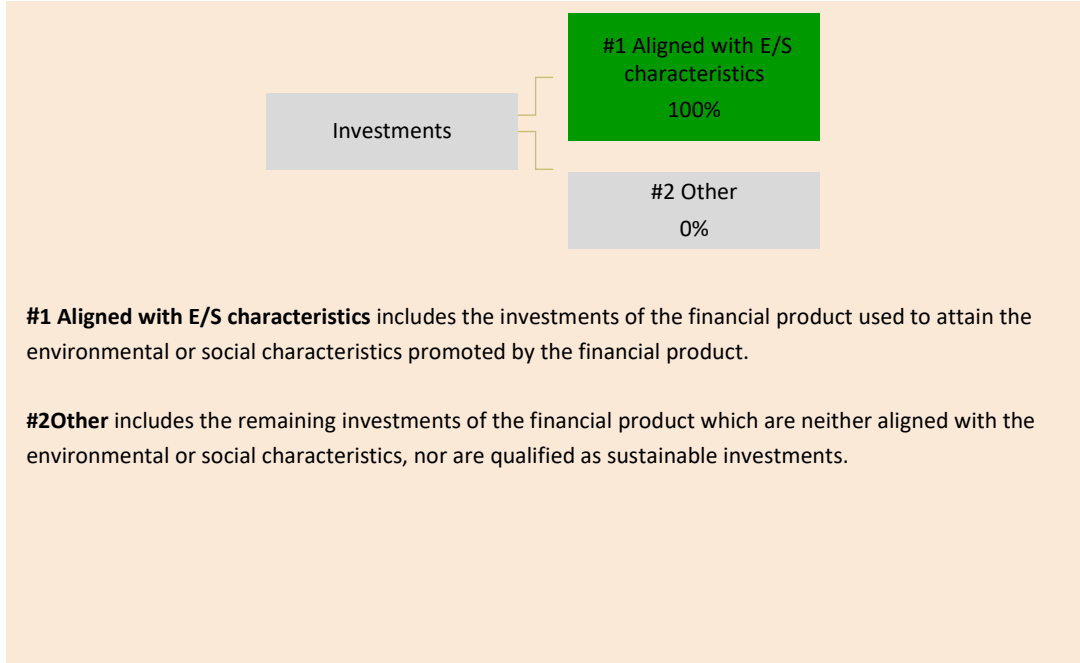 #1 Aligned with E/S
characteristics
100%
Investments
#2 Other
0%
#1 Aligned with E/S characteristics includes the investments of the financial product used to attain the
environmental or social characteristics promoted by the financial product.
#2Other includes the remaining investments of the financial product which are neither aligned with the
environmental or social characteristics, nor are qualified as sustainable investments.